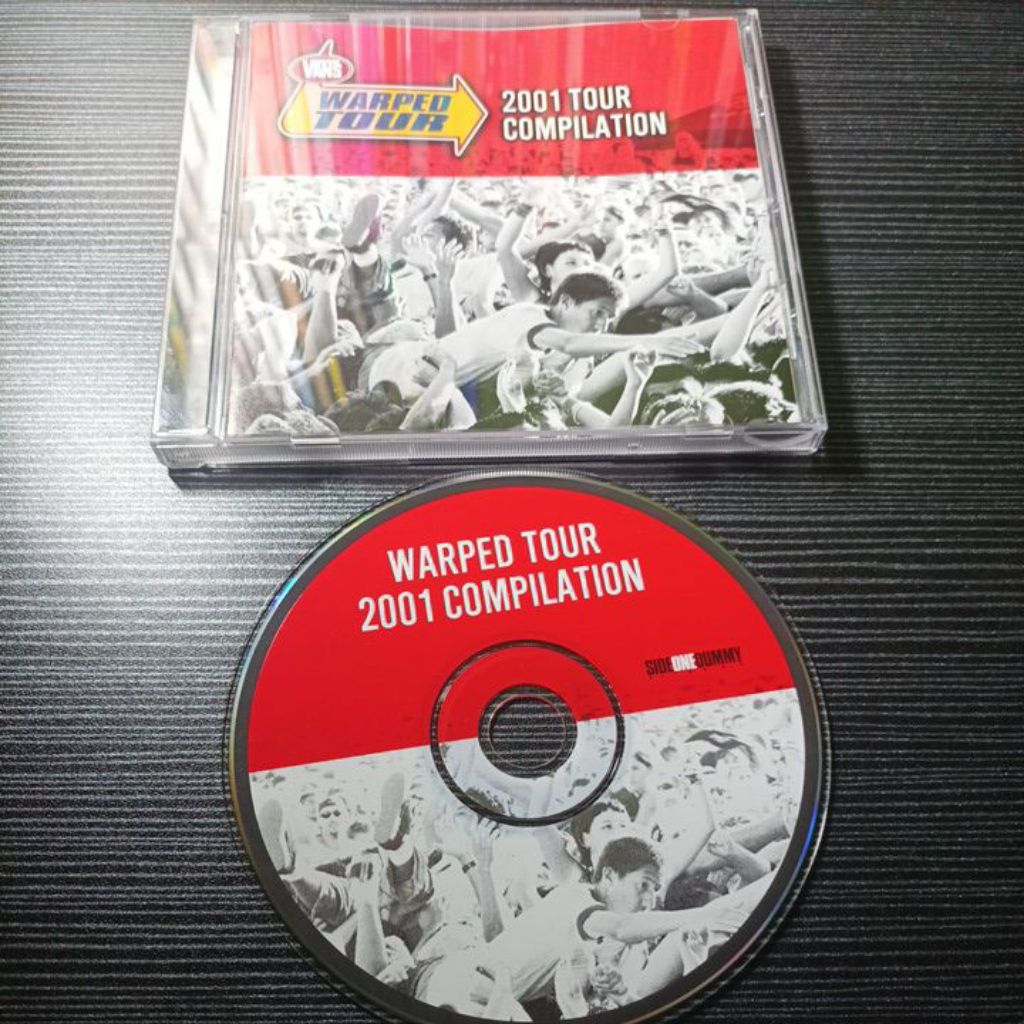 VANS
WARPED
TOUR
2001 TOUR
COMPILATION
WARPED TOUR
2001 COMPILATION
SIDEONEDUMMY